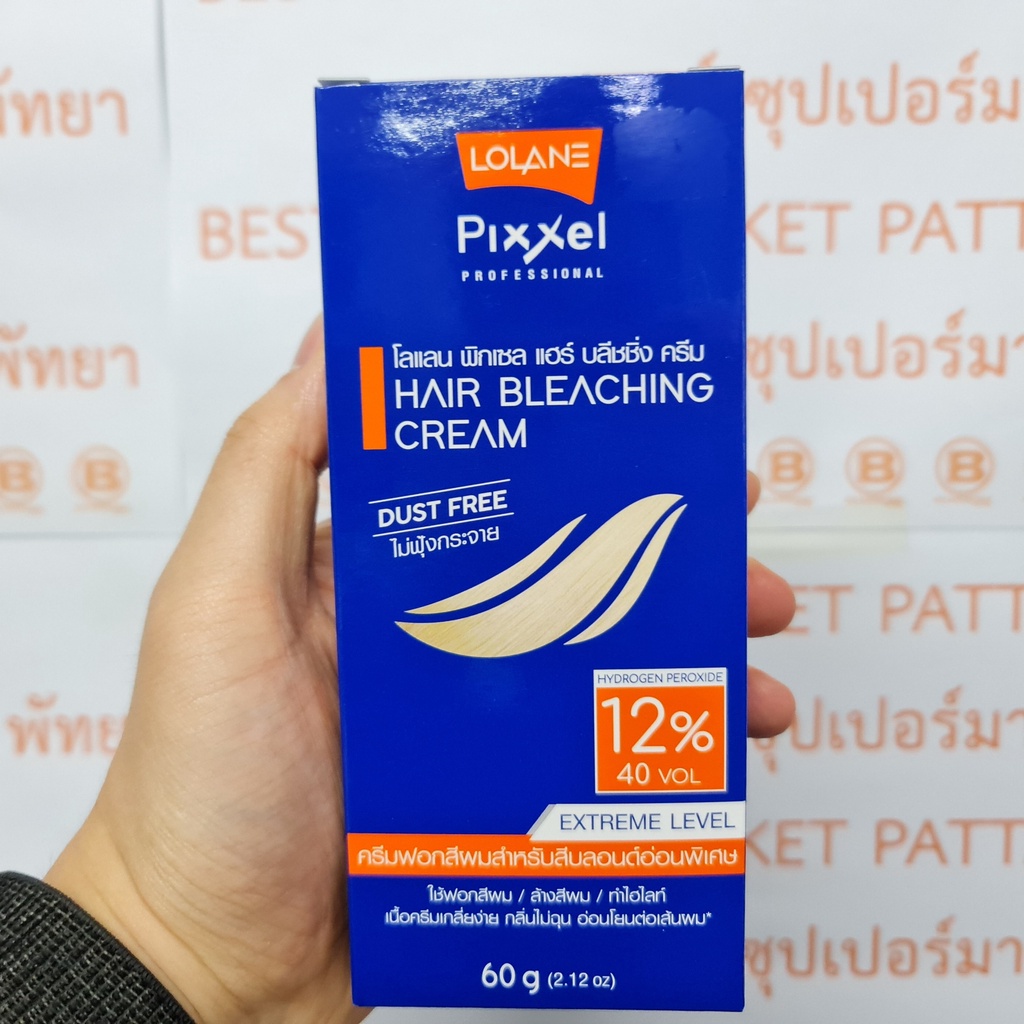 LOLANE
Pixxel
PROFESSIONAL
โลแลน พิกเซล แฮร์ บลีชชิ่ง ครีม
HAIR BLEACHING
CREAM
DUST FREE
ไม่ฟุ้งกระจาย
HYDROGEN PEROXIDE
12%
40 VOL
EXTREME LEVEL
ครีมฟอกสีผมสำหรับสีบลอนด์อ่อนพิเศษ
ใช้ฟอกสีผม / ล้างสีผม / ทำไฮไลท์
เนื้อครีมเกลี่ยง่าย กลิ่นไม่ฉุน อ่อนโยนต่อเส้นผม*
60 g (2.12 oz)
พัทยา
ซุปเปอร์มา
BEST
KET PATT
พัทยา
ซุปเปอร์มา
B B
B B B
KET PATT
พัทย
ซุปเปอร์มา
KET PATT
ซุปเปอร์มา